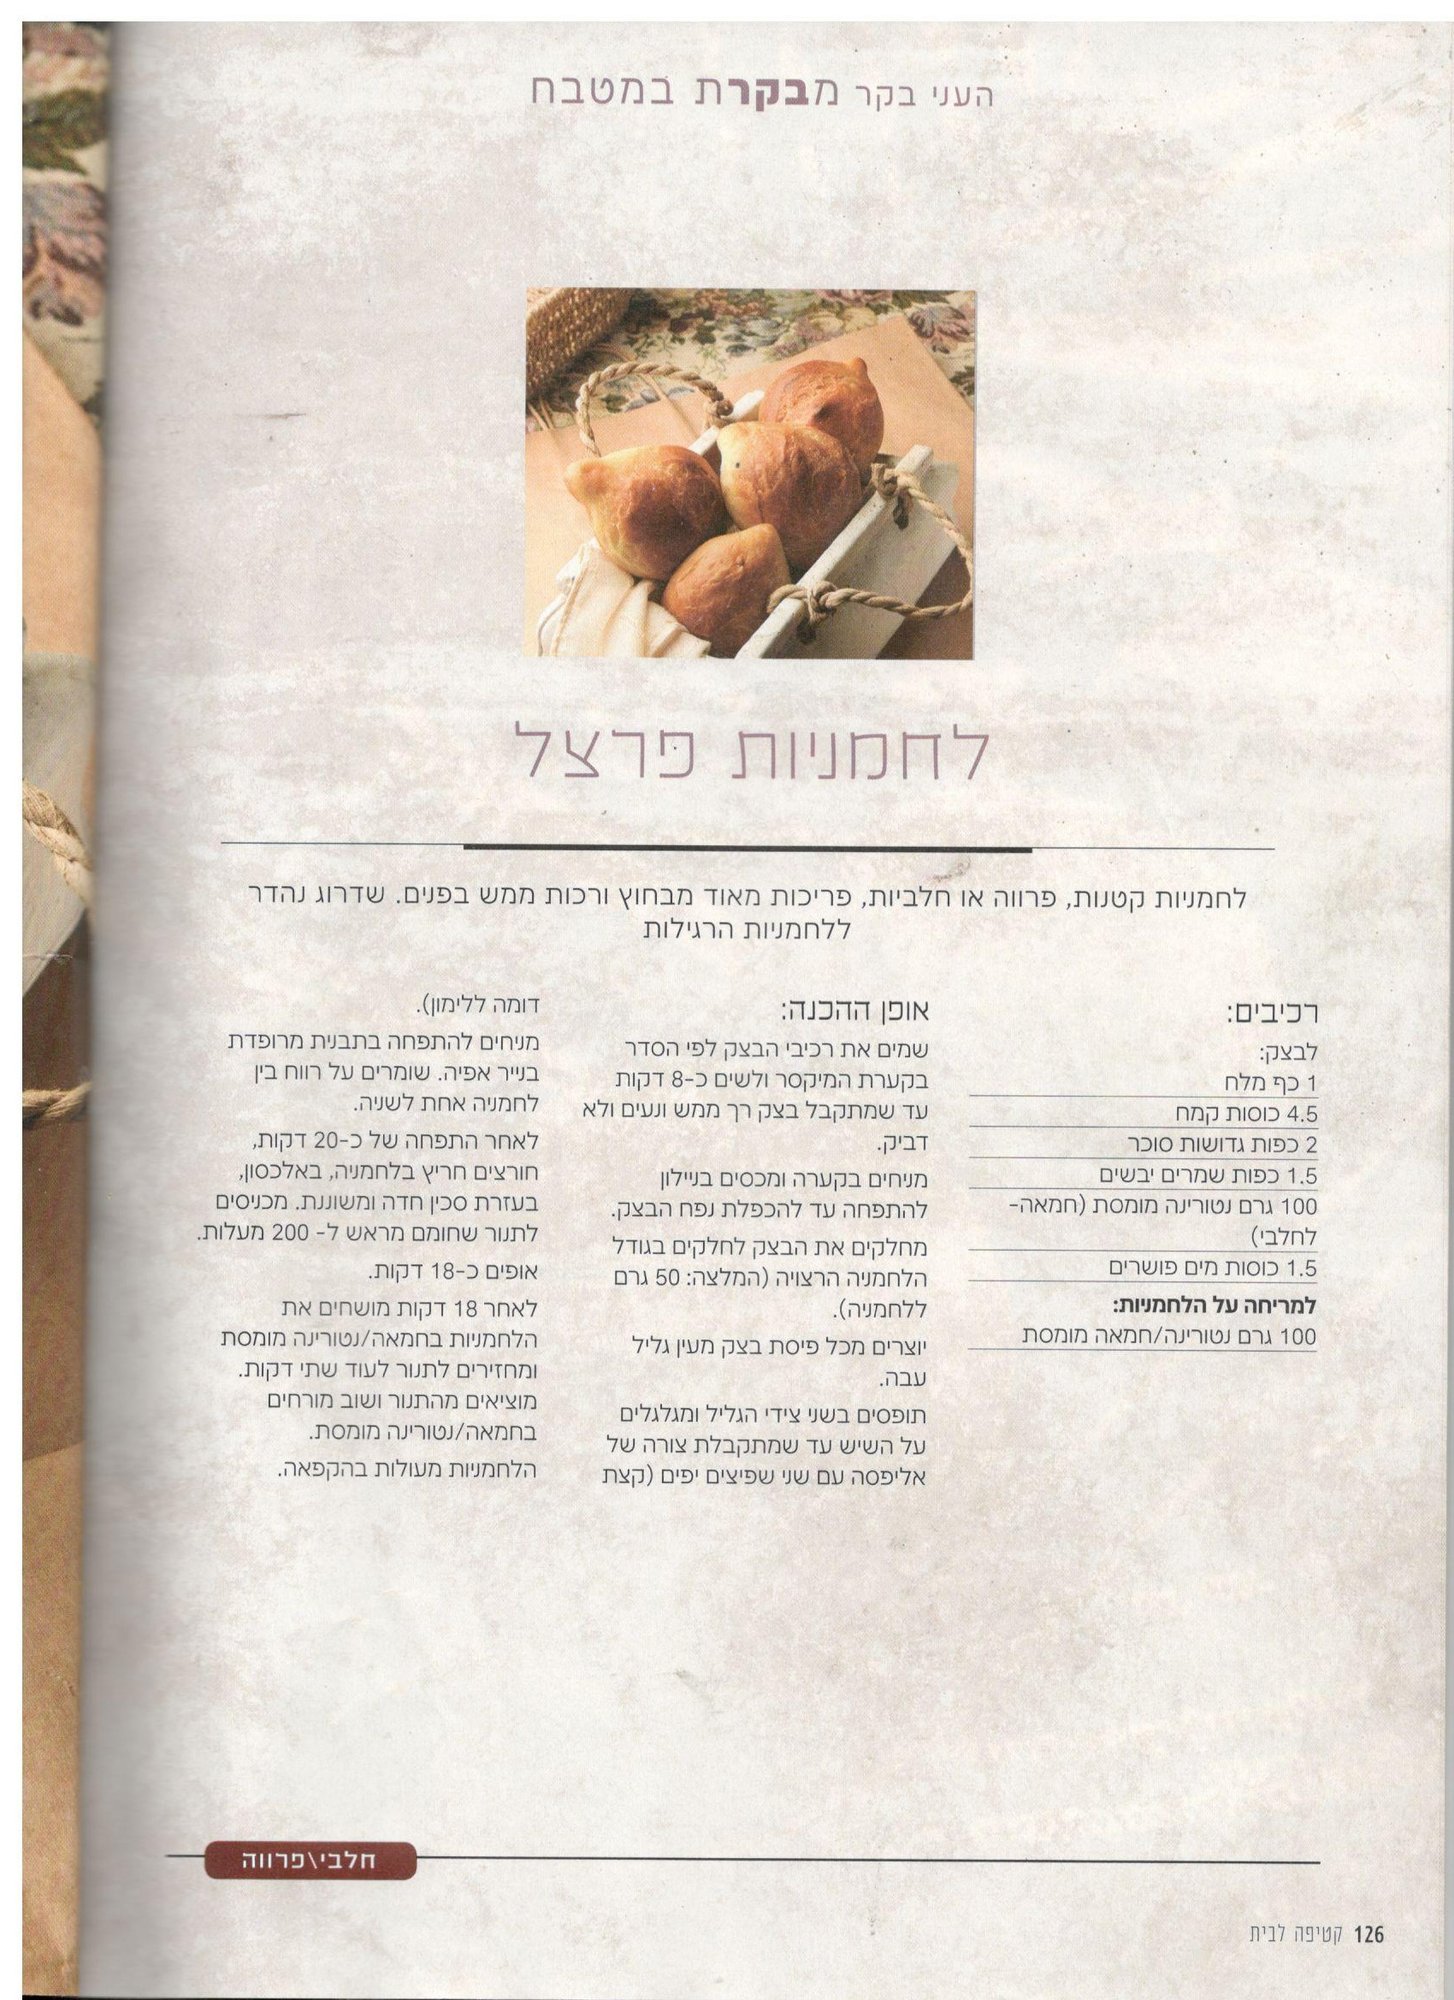 העני בקר מבקרת במטבח
לחמניות פרצל
לחמניות קטנות, פרווה או חלביות, פריכות מאוד מבחוץ ורכות ממש בפנים. שדרוג נהדר
ללחמניות הרגילות
רכיבים:
לבצק:
1 כף מלח
4.5 כוסות קמח
2 כפות גדושות סוכר
1.5 כפות שמרים יבשים
100 גרם נטורינה מומסת (חמאה-
לחלבי)
1.5 כוסות מים פושרים
למריחה על הלחמניות:
100 גרם נטורינה/חמאה מומסת
אופן ההכנה:
שמים את רכיבי הבצק לפי הסדר
בקערת המיקסר ולשים כ-8 דקות
עד שמתקבל בצק רך ממש ונעים ולא
דביק.
מניחים בקערה ומכסים בניילון
להתפחה עד להכפלת נפח הבצק.
מחלקים את הבצק לחלקים בגודל
הלחמניה הרצויה (המלצה: 50 גרם
ללחמניה).
יוצרים מכל פיסת בצק מעין גליל
עבה.
תופסים בשני צידי הגליל ומגלגלים
על השיש עד שמתקבלת צורה של
אליפסה עם שני שפיצים יפים (קצת
דומה ללימון).
מניחים להתפחה בתבנית מרופדת
בנייר אפיה. שומרים על רווח בין
לחמניה אחת לשניה.
לאחר התפחה של כ-20 דקות,
חורצים חריץ בלחמניה, באלכסון,
בעזרת סכין חדה ומשוננת. מכניסים
לתנור שחומם מראש ל- 200 מעלות.
אופים כ-18 דקות.
לאחר 18 דקות מושחים את
הלחמניות בחמאה/נטורינה מומסת
ומחזירים לתנור לעוד שתי דקות.
מוציאים מהתנור ושוב מורחים
בחמאה/נטורינה מומסת.
הלחמניות מעולות בהקפאה.
חלבי\פרווה
126 קטיפה לבית